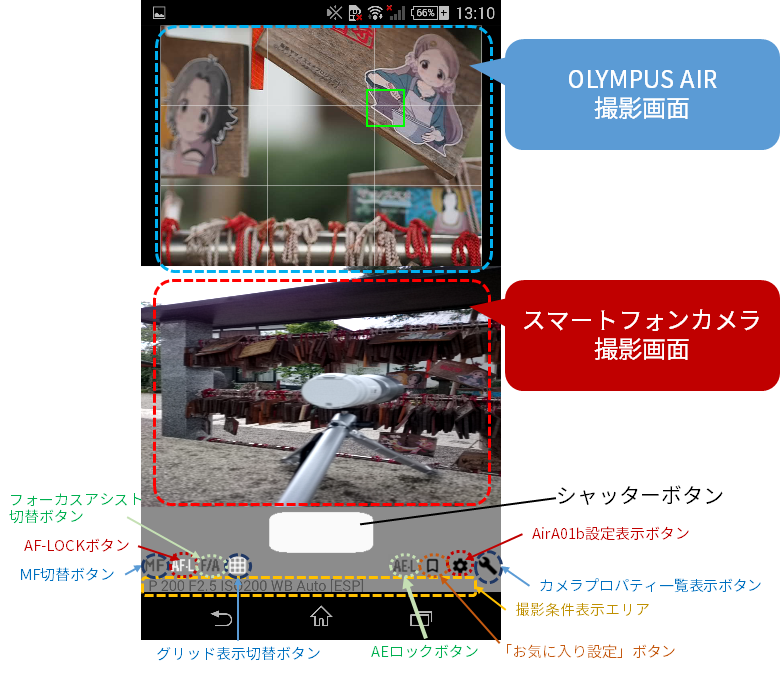 66% 13:10
OLYMPUS AIR
撮影画面
スマートフォンカメラ
撮影画面
フォーカスアシスト
切替ボタン
シャッターボタン
AF-LOCKボタン
AirA01b設定表示ボタン
MF切替ボタン
MF AF-L F/A AE-L
カメラプロパティ一覧表示ボタン
P 200 F2.5 ISO200 WB Auto [ESP]
撮影条件表示エリア
グリッド表示切替ボタン
AEロックボタン
「お気に入り設定」ボタン